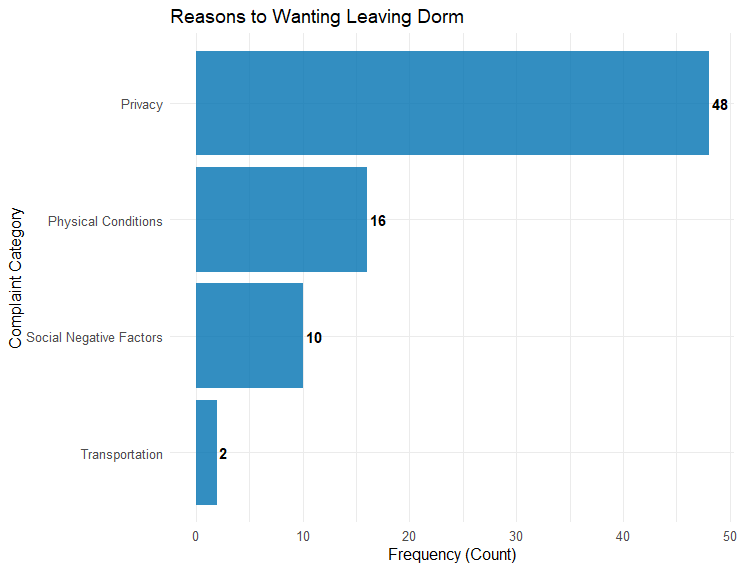 Reasons to Wanting Leaving Dorm
Complaint Category
Privacy
48
Physical Conditions
16
Social Negative Factors
10
Transportation
2
0 10 20 30 40 50
Frequency (Count)